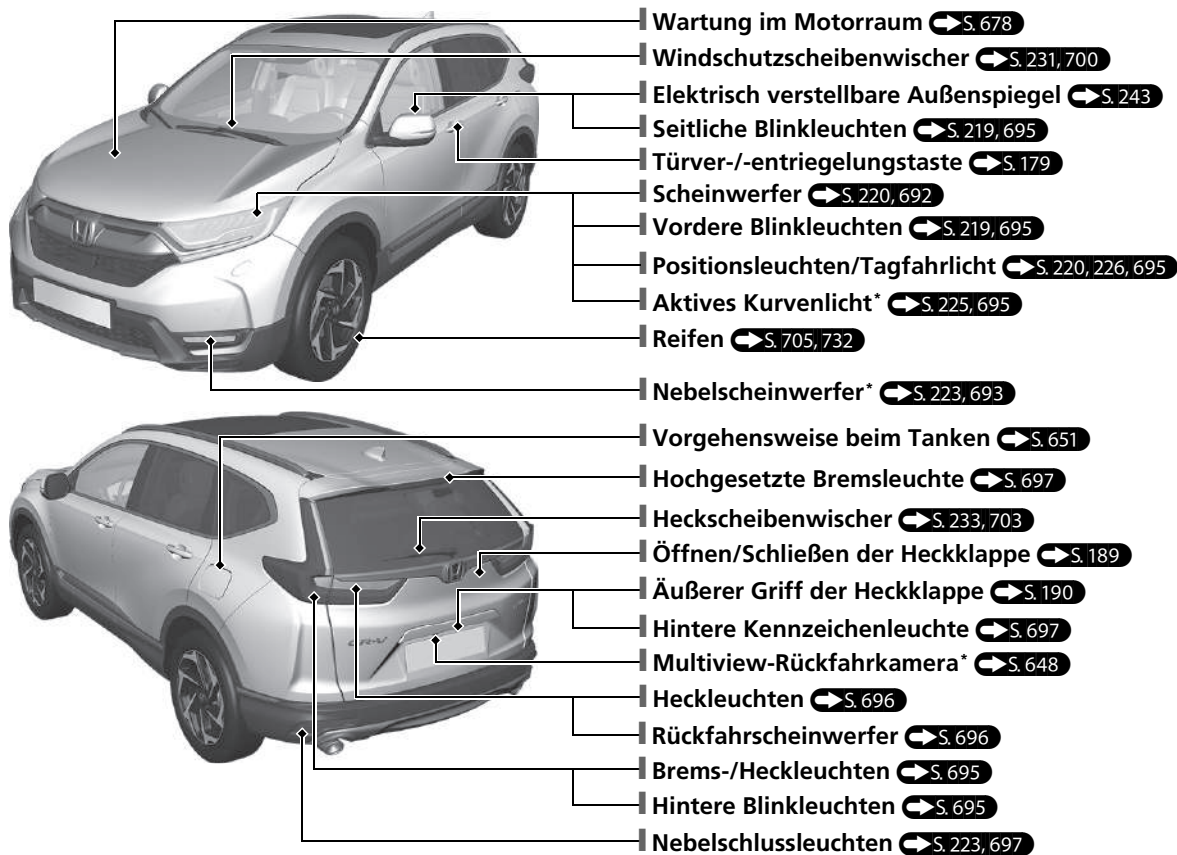 Wartung im Motorraum S. 678
Windschutzscheibenwischer S. 231, 700
Elektrisch verstellbare Außenspiegel S. 243
Seitliche Blinkleuchten S. 219, 695
Türver-/-entriegelungstaste S. 179
Scheinwerfer S. 220, 692
Vordere Blinkleuchten S. 219, 695
Positionsleuchten/Tagfahrlicht S. 220, 226, 695
Aktives Kurvenlicht* S. 225, 695
Reifen S. 705, 732
Nebelscheinwerfer* S. 223, 693
Vorgehensweise beim Tanken S. 651
Hochgesetzte Bremsleuchte S. 697
Heckscheibenwischer S. 233, 703
Öffnen/Schließen der Heckklappe S. 189
Äußerer Griff der Heckklappe S. 190
Hintere Kennzeichenleuchte S. 697
Multiview-Rückfahrkamera* S. 648
Heckleuchten S. 696
Rückfahrscheinwerfer S. 696
Brems-/Heckleuchten S. 695
Hintere Blinkleuchten S. 695
Nebelschlussleuchten S. 223, 697
CR-V